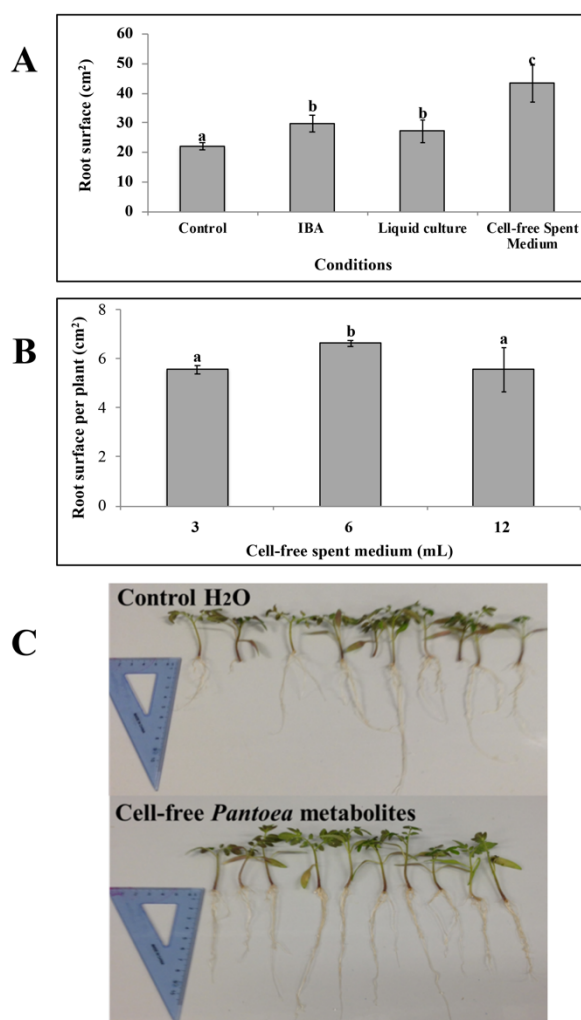 A
60
50
40
30
20
10
0
Root surface (cm²)
a
b
b
c
Control
IBA
Liquid culture
Cell-free Spent
Medium
Conditions
B
8
6
4
2
0
Root surface per plant (cm²)
a
b
a
3
6
12
Cell-free spent medium (mL)
C
Control H2O
Cell-free Pantoea metabolites